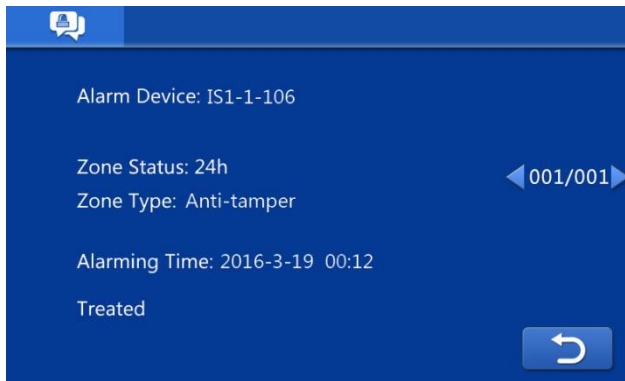 Alarm Device: IS1-1-106
Zone Status: 24h
001/001
Zone Type: Anti-tamper
Alarming Time: 2016-3-19 00:12
Treated